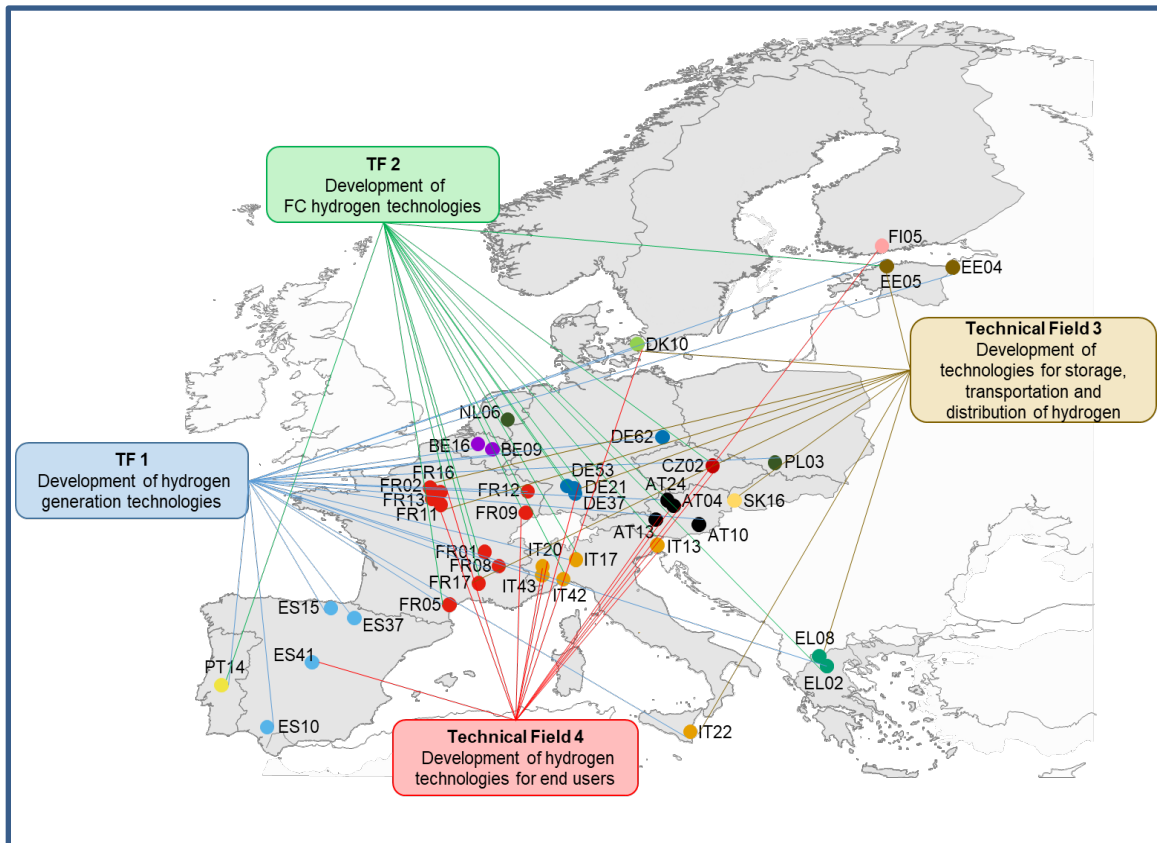 TF 2
Development of
FC hydrogen technologies
FI05
EE05
EE04
DK10
Technical Field 3
Development of
technologies for storage,
transportation and
distribution of hydrogen
NL06
BE16
BE09
DE62
TF 1
Development of hydrogen
generation technologies
FR16
FR02
FR13
FR11
FR12
FR09
DE53
DE21
DE37
CZ02
PL03
AT24
AT04
SK16
AT13
AT10
IT13
FR01
FR08
FR17
FR05
IT20
IT43
IT17
IT42
ES15
ES37
ES41
PT14
ES10
EL08
EL02
IT22
Technical Field 4
Development of hydrogen
technologies for end users